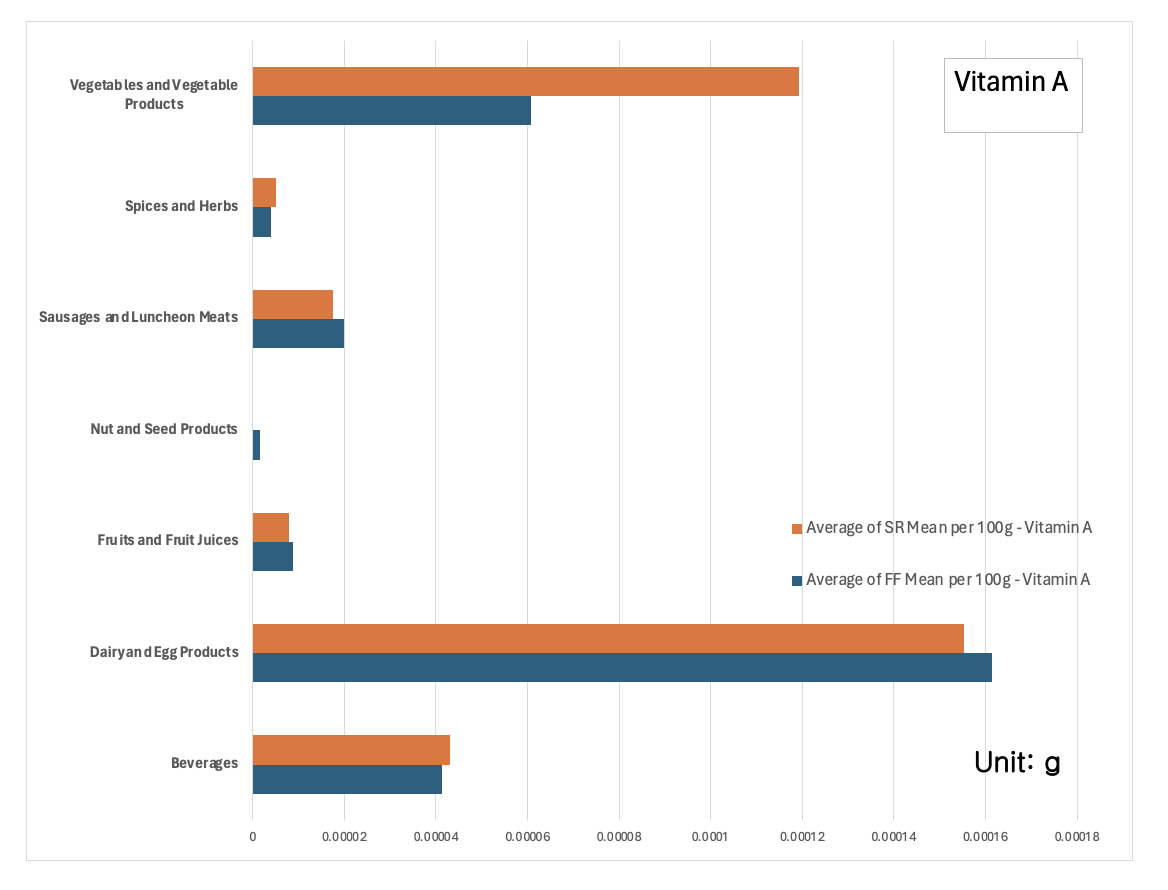 Vitamin A
Vegetables and Vegetable
Products
Spices and Herbs
Sausages and Luncheon Meats
Nut and Seed Products
Fruits and Fruit Juices
Average of SR Mean per 100g - Vitamin A
Average of FF Mean per 100g - Vitamin A
Dairy and Egg Products
Beverages
Unit: g
0 0.00002 0.00004 0.00006 0.00008 0.0001 0.00012 0.00014 0.00016 0.00018